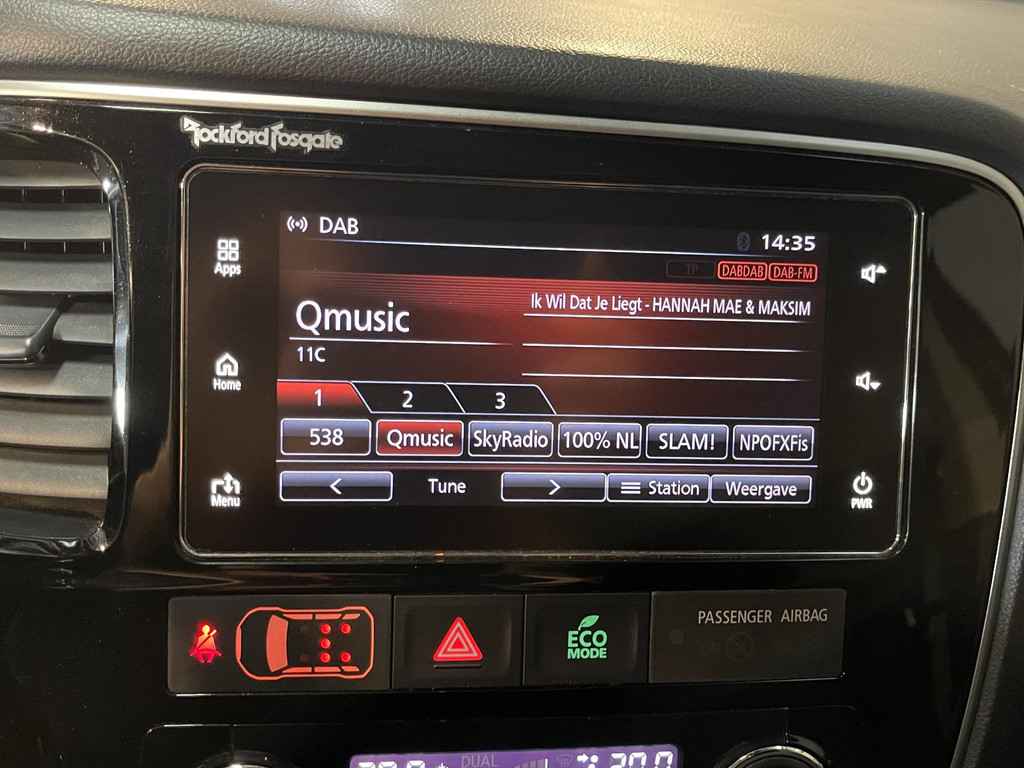 Rockford Fosgate
DAB
14:35
Apps
TP DABDAB DAB-FM
Qmusic
Ik Wil Dat Je Liegt - HANNAH MAE & MAKSIM
11C
Home
1 2 3
538 Qmusic SkyRadio 100% NL SLAM! NPOFXFis
< Tune > Station Weergave
Menu
PWR
ECO
MODE
PASSENGER AIRBAG
DUAL